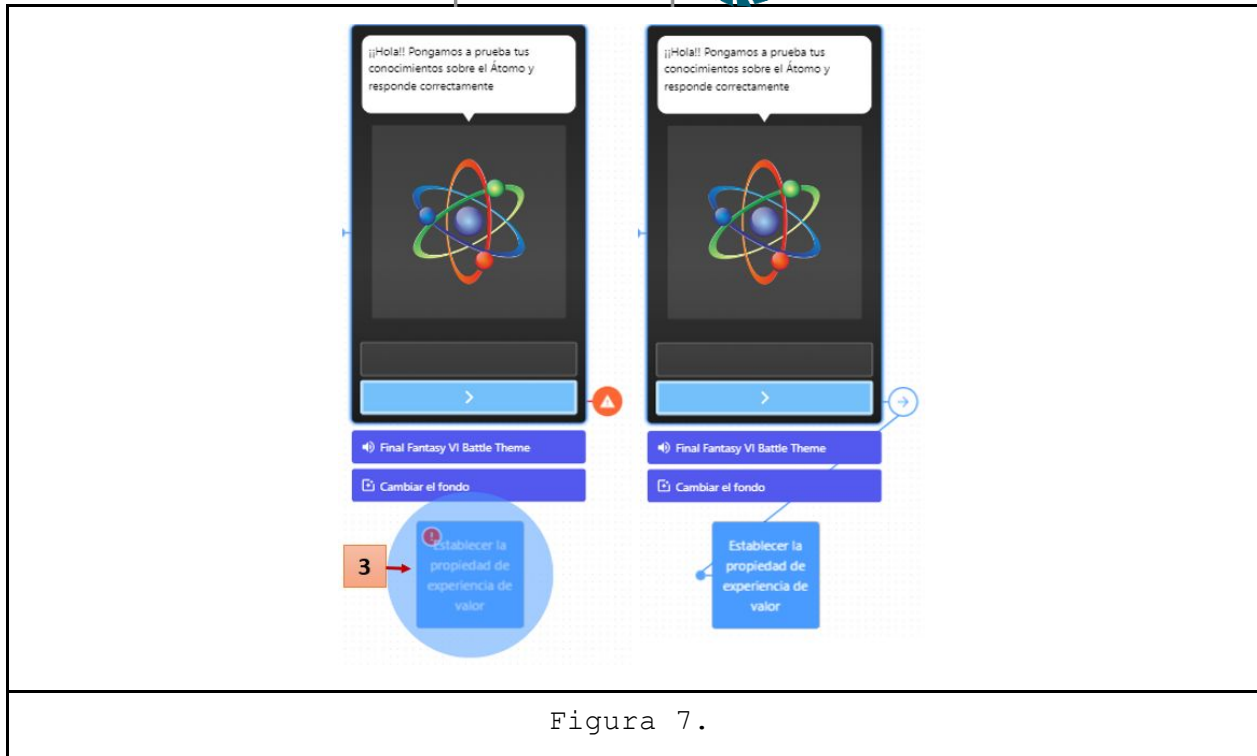 ¡¡Hola!! Pongamos a prueba tus
conocimientos sobre el Átomo y
responde correctamente
Final Fantasy VI Battle Theme
Cambiar el fondo
3
Establecer la
propiedad de
experiencia de
valor
¡¡Hola!! Pongamos a prueba tus
conocimientos sobre el Átomo y
responde correctamente
Final Fantasy VI Battle Theme
Cambiar el fondo
Establecer la
propiedad de
experiencia de
valor
Figura 7.